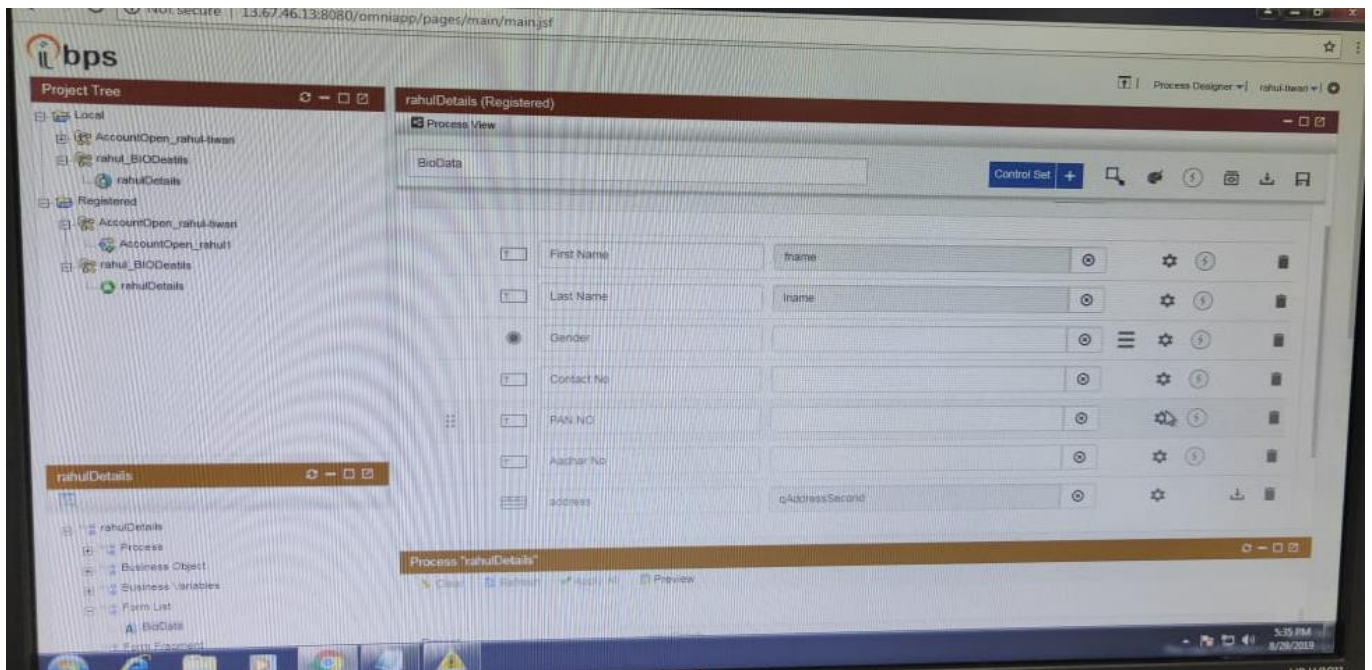 Not secure | 13.67.46.13:8080/omniapp/pages/main/main.jsf
ibps
Process Designer | rahul-tiwari |
Project Tree
Local
AccountOpen_rahul-tiwari
rahul_BIODeatils
rahulDetails
Registered
AccountOpen_rahul-tiwari
AccountOpen_rahul1
rahul_BIODeatils
rahulDetails
rahulDetails (Registered)
Process View
BioData
Control Set +
First Name fname
Last Name lname
Gender
Contact No
PAN NO
Aadhar No
address qAddressSecond
rahulDetails
rahulDetails
Process
Business Object
Business Variables
Form List
BioData
Form Fragment
Process "rahulDetails"
Clear Refresh Apply All Preview
5:35 PM
8/29/2019